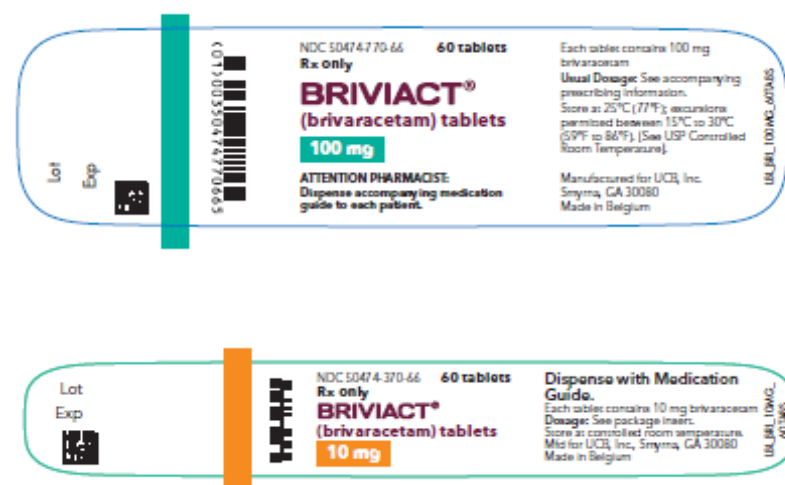 Lot
Exp
(01)00350474770665
NDC 50474-770-66 60 tablets
Rx only
BRIVIACT®
(brivaracetam) tablets
100 mg
ATTENTION PHARMACIST:
Dispense accompanying medication
guide to each patient.
Each tablet contains 100 mg
brivaracetam
Usual Dosage: See accompanying
prescribing information.
Store at 25°C (77°F); excursions
permitted between 15°C to 30°C
(59°F to 86°F). [See USP Controlled
Room Temperature].
Manufactured for UCB, Inc.
Smyrna, GA 30080
Made in Belgium
LBL_BRI_100MG_60TABS
Lot
Exp
NDC 50474-370-66 60 tablets
Rx only
BRIVIACT®
(brivaracetam) tablets
10 mg
Dispense with Medication
Guide.
Each tablet contains 10 mg brivaracetam
Dosage: See package insert.
Store at controlled room temperature.
Mfd for UCB, Inc., Smyrna, GA 30080
Made in Belgium
LBL_BRI_10MG_
60TABS